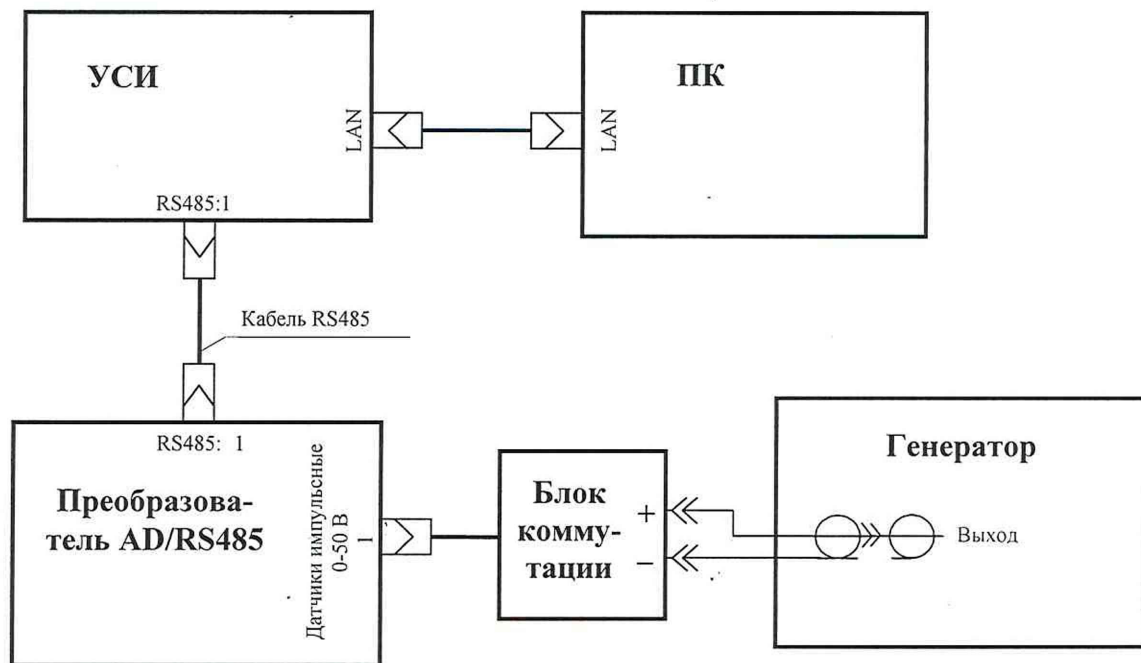 УСИ
LAN
RS485:1
ПК
LAN
Кабель RS485
RS485: 1
Преобразова-
тель AD/RS485
Датчики импульсные
0-50 В
1
Блок
комму-
тации
+
−
Генератор
Выход